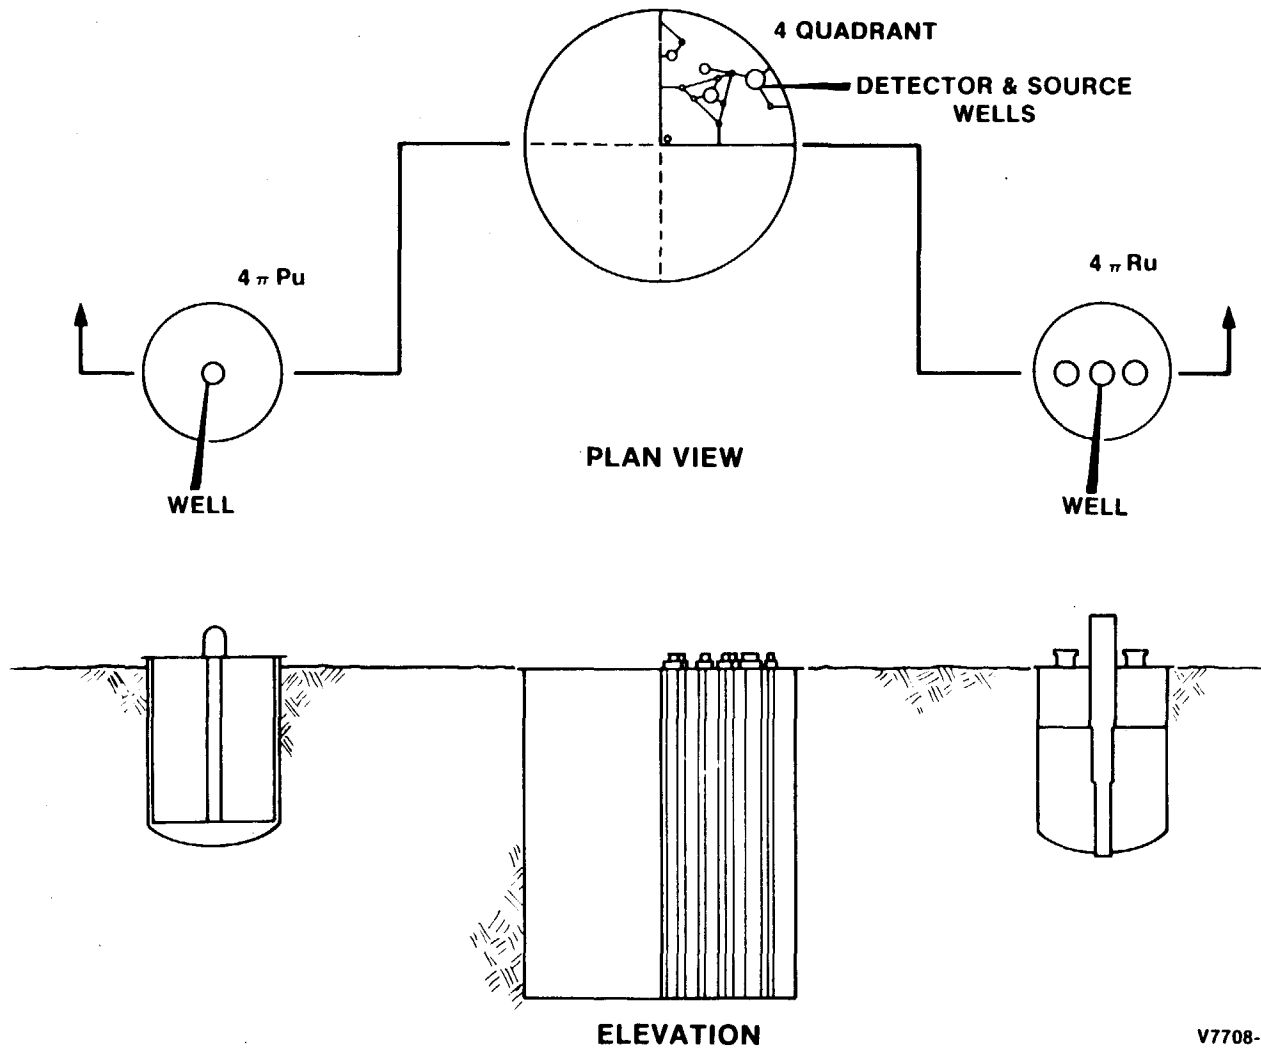 4 QUADRANT
DETECTOR & SOURCE
WELLS
4 π Pu
4 π Ru
PLAN VIEW
WELL
WELL
ELEVATION
V7708-